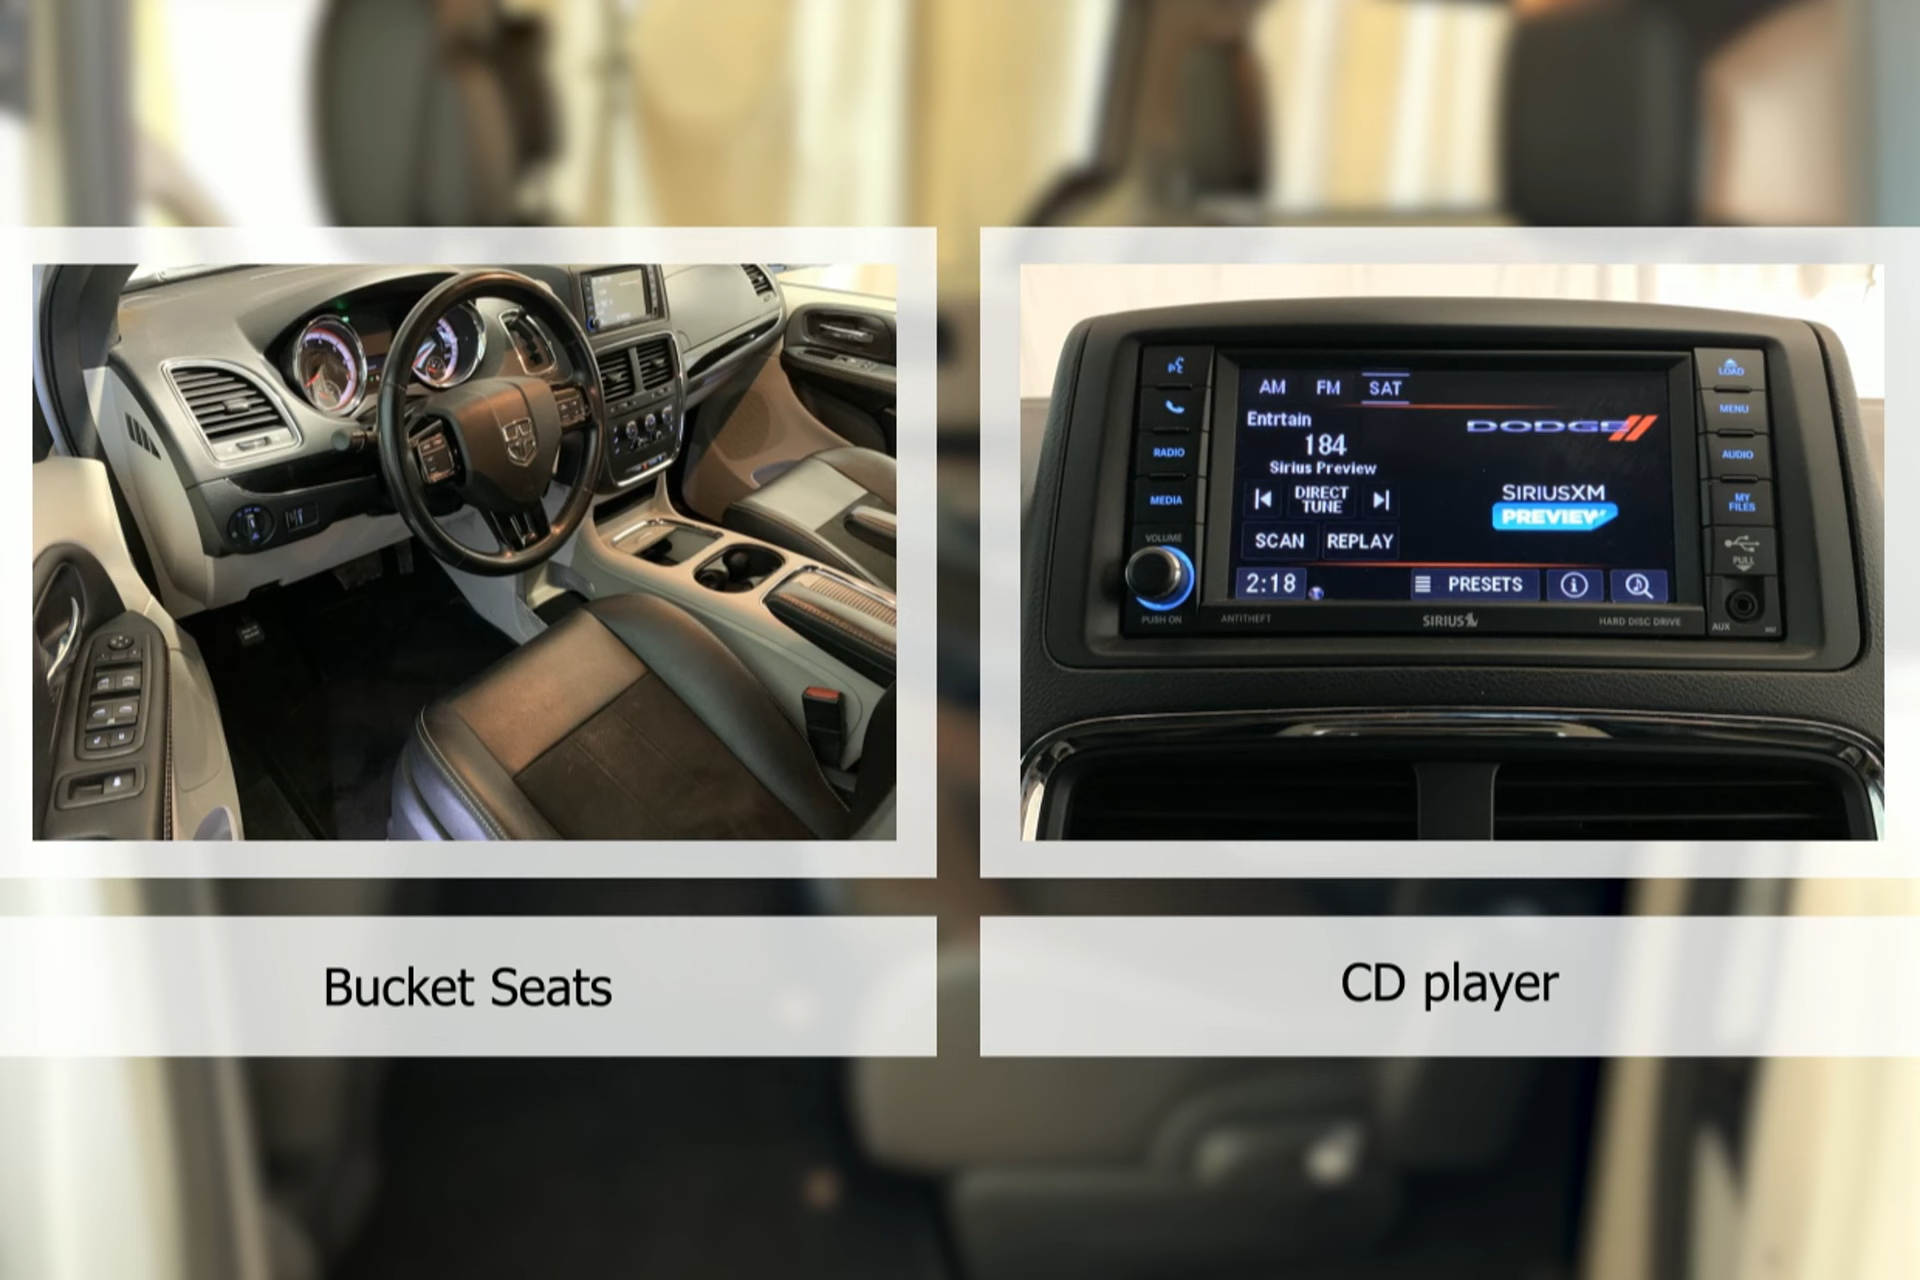 AM FM SAT
Entrtain
184
Sirius Preview
DIRECT
TUNE
SCAN REPLAY
2:18
PRESETS
DODGE
SIRIUSXM
PREVIEW
RADIO
MEDIA
VOLUME
PUSH ON
ANTITHEFT
SIRIUS
HARD DISC DRIVE
LOAD
MENU
AUDIO
MY
FILES
PULL
AUX
Bucket Seats
CD player